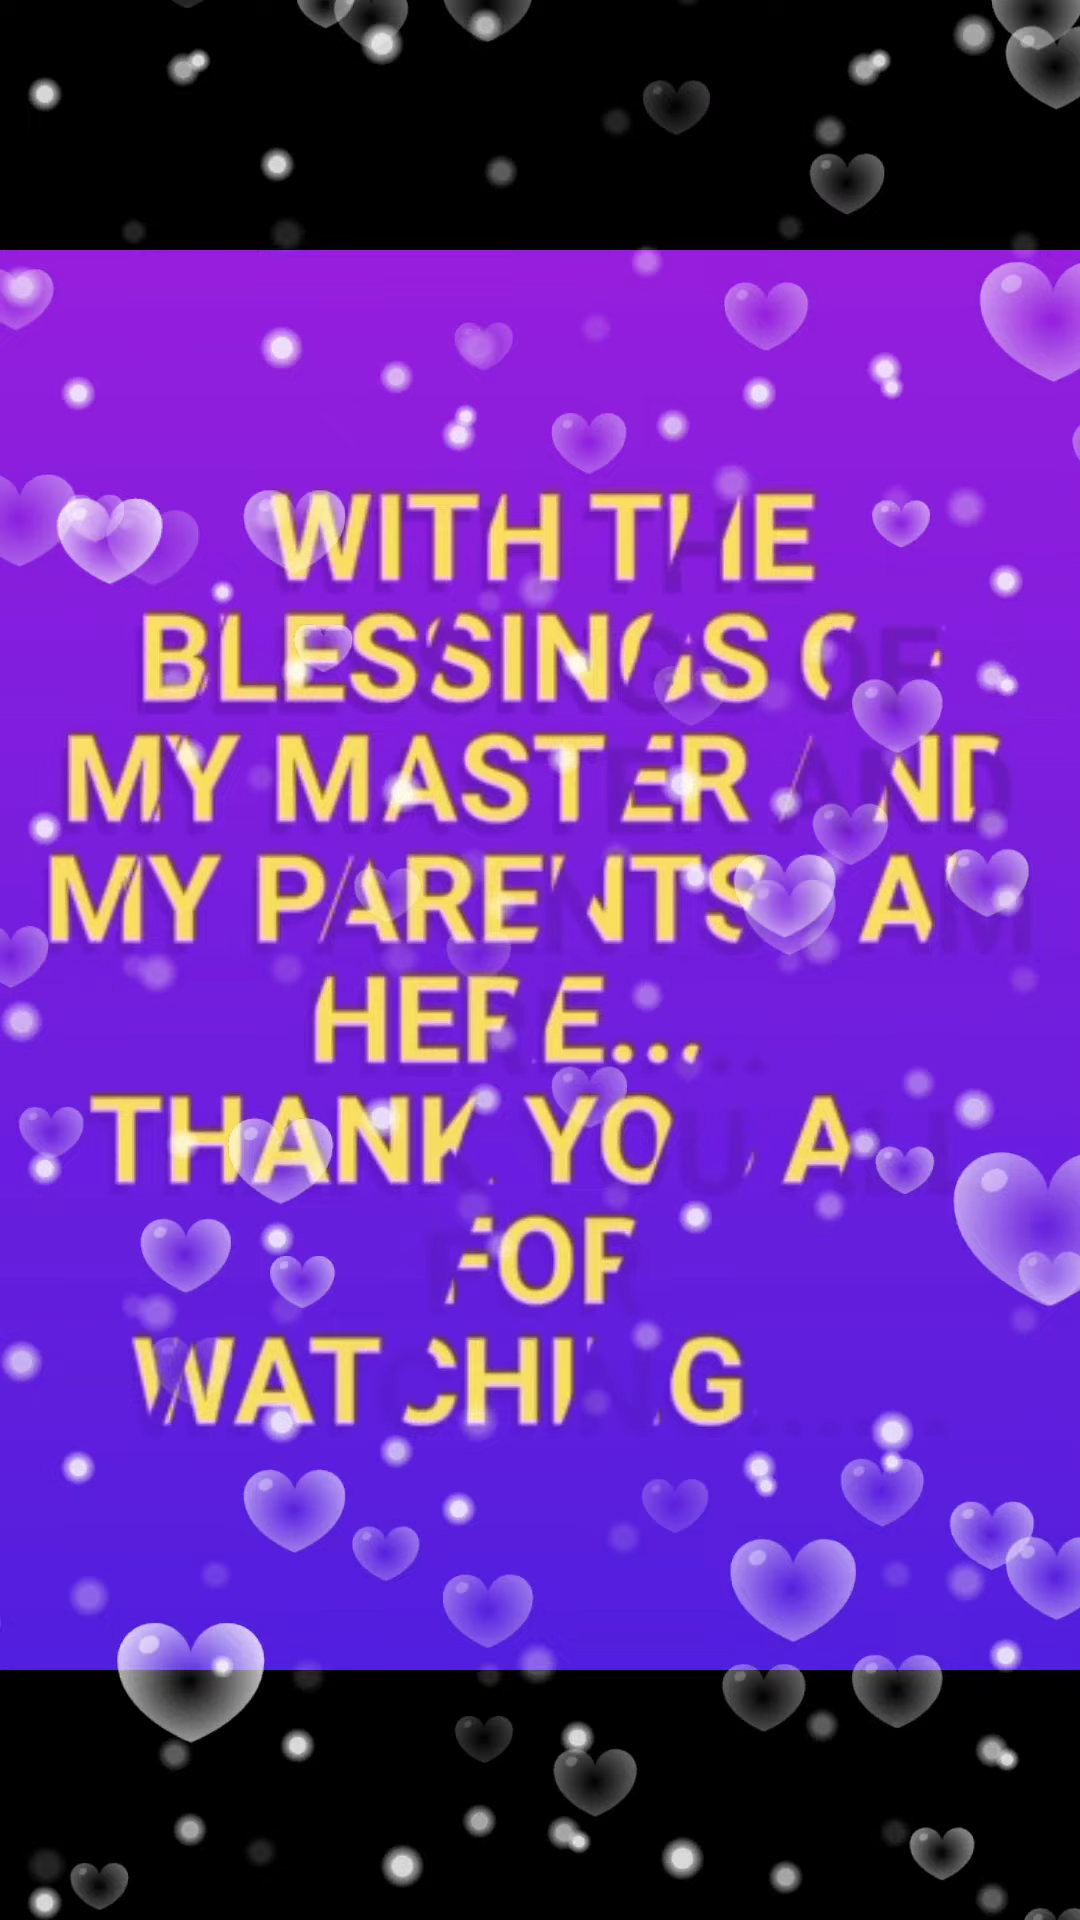 WITH THE
BLESSINGS OF
MY MASTER AND
MY PARENTS AM
HERE...
THANK YOU ALL
FOR
WATCHING......